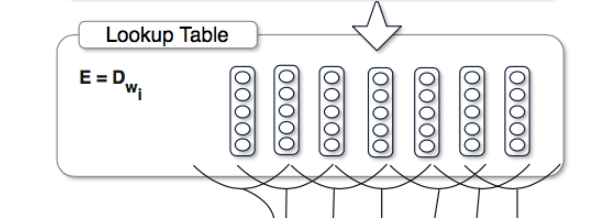 Lookup Table
E = D_{w_i}